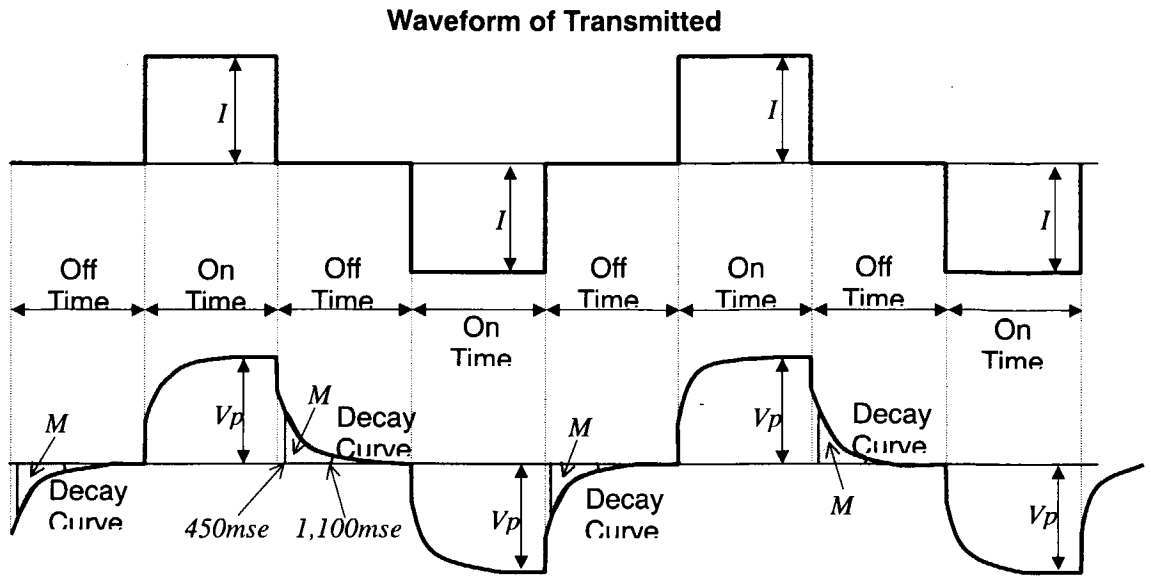 Waveform of Transmitted
I
I
I
I
Off
Time
On
Time
Off
Time
On
Time
Off
Time
On
Time
Off
Time
On
Time
M
Decay
Curve
Vp
M
Decay
Curve
450mse
1,100mse
Vp
M
Decay
Curve
Vp
M
Decay
Curve
Vp